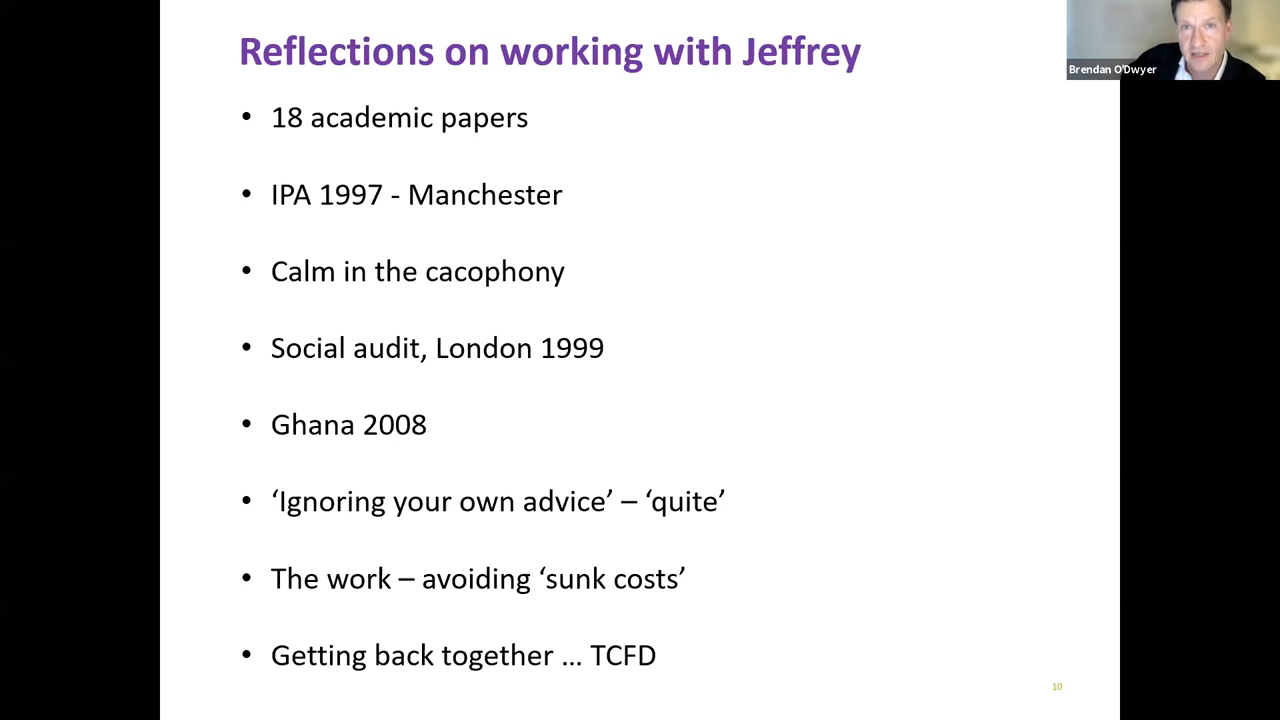 Reflections on working with Jeffrey
Brendan O'Dwyer
• 18 academic papers
• IPA 1997 - Manchester
• Calm in the cacophony
• Social audit, London 1999
• Ghana 2008
• ‘Ignoring your own advice’ – ‘quite’
• The work – avoiding ‘sunk costs’
• Getting back together … TCFD
10